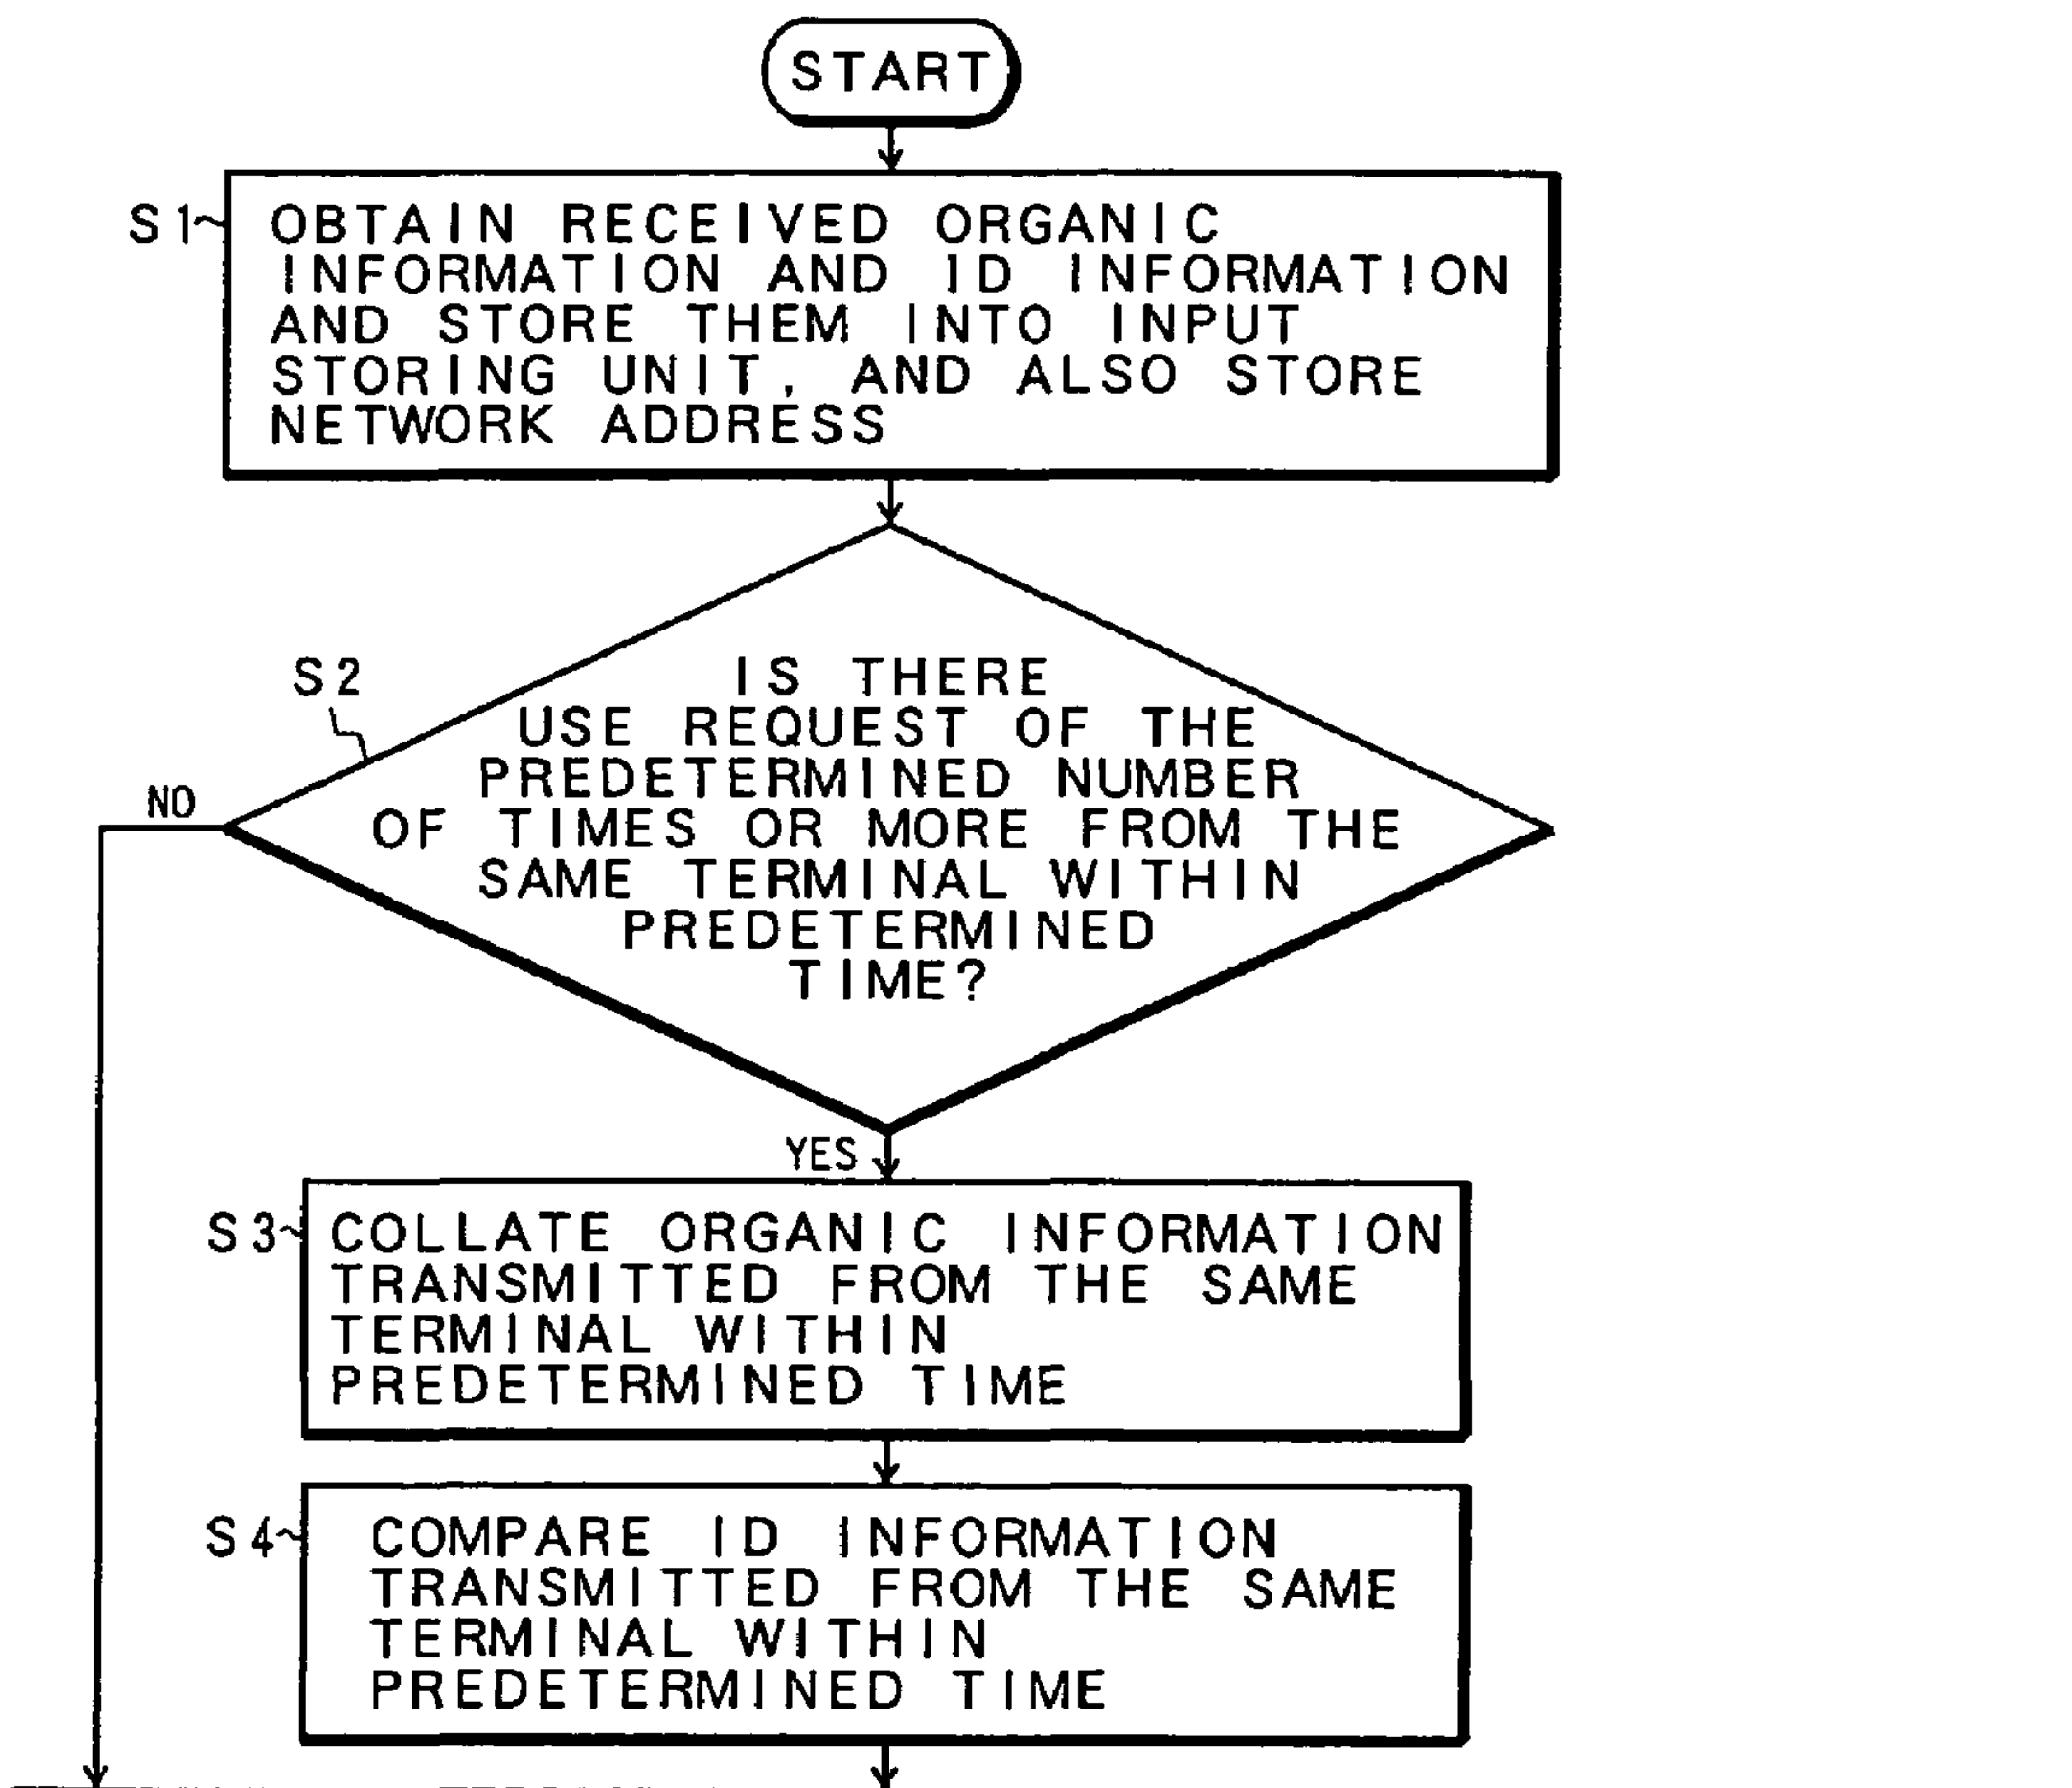 START
S1
OBTAIN RECEIVED ORGANIC
INFORMATION AND ID INFORMATION
AND STORE THEM INTO INPUT
STORING UNIT, AND ALSO STORE
NETWORK ADDRESS
S2
IS THERE
USE REQUEST OF THE
PREDETERMINED NUMBER
OF TIMES OR MORE FROM THE
SAME TERMINAL WITHIN
PREDETERMINED
TIME?
NO
YES
S3
COLLATE ORGANIC INFORMATION
TRANSMITTED FROM THE SAME
TERMINAL WITHIN
PREDETERMINED TIME
S4
COMPARE ID INFORMATION
TRANSMITTED FROM THE SAME
TERMINAL WITHIN
PREDETERMINED TIME